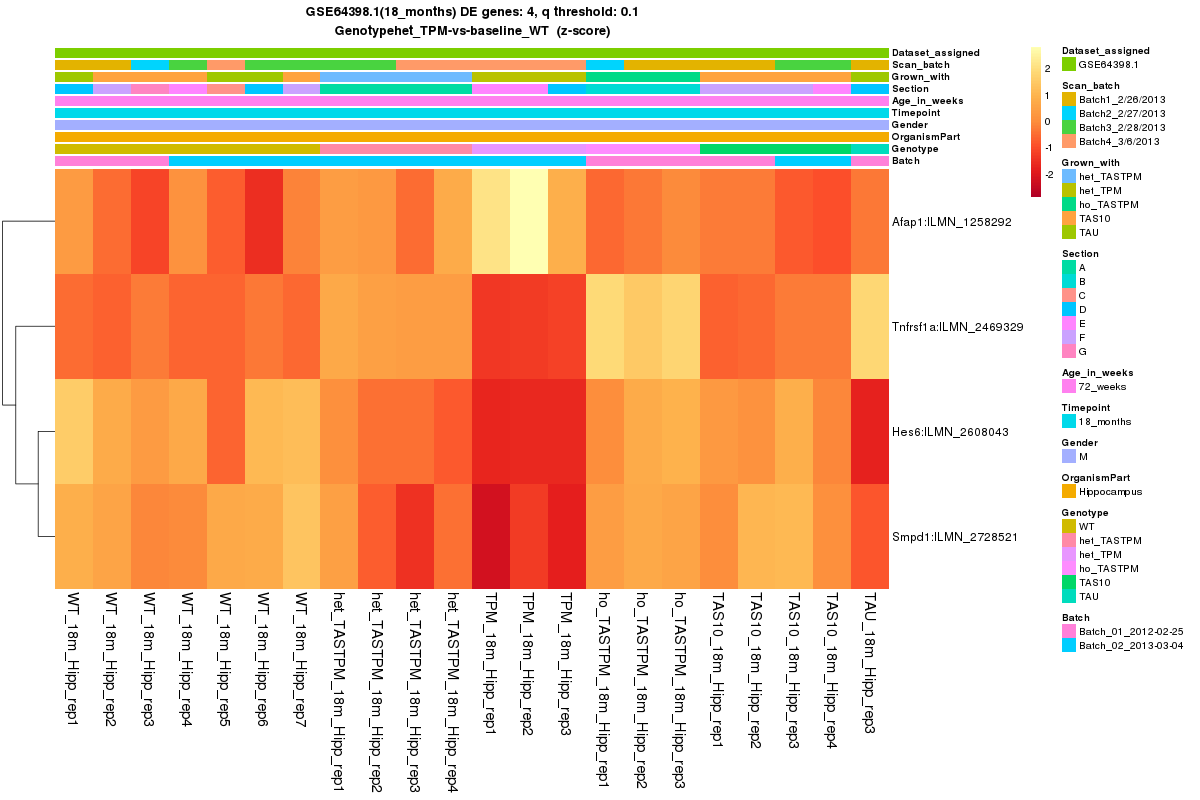 GSE64398.1(18_months) DE genes: 4, q threshold: 0.1
Genotypehet_TPM-vs-baseline_WT (z-score)
Dataset_assigned
Scan_batch
Grown_with
Section
Age_in_weeks
Timepoint
Gender
OrganismPart
Genotype
Batch
Afap1:ILMN_1258292
Tnfrsf1a:ILMN_2469329
Hes6:ILMN_2608043
Smpd1:ILMN_2728521
WT_18m_Hipp_rep1
WT_18m_Hipp_rep2
WT_18m_Hipp_rep3
WT_18m_Hipp_rep4
WT_18m_Hipp_rep5
WT_18m_Hipp_rep6
WT_18m_Hipp_rep7
het_TASTPM_18m_Hipp_rep1
het_TASTPM_18m_Hipp_rep2
het_TASTPM_18m_Hipp_rep3
het_TASTPM_18m_Hipp_rep4
TPM_18m_Hipp_rep1
TPM_18m_Hipp_rep2
TPM_18m_Hipp_rep3
ho_TASTPM_18m_Hipp_rep1
ho_TASTPM_18m_Hipp_rep2
ho_TASTPM_18m_Hipp_rep3
TAS10_18m_Hipp_rep1
TAS10_18m_Hipp_rep2
TAS10_18m_Hipp_rep3
TAS10_18m_Hipp_rep4
TAU_18m_Hipp_rep3
2
1
0
-1
-2
Dataset_assigned
GSE64398.1
Scan_batch
Batch1_2/26/2013
Batch2_2/27/2013
Batch3_2/28/2013
Batch4_3/6/2013
Grown_with
het_TASTPM
het_TPM
ho_TASTPM
TAS10
TAU
Section
A
B
C
D
E
F
G
Age_in_weeks
72_weeks
Timepoint
18_months
Gender
M
OrganismPart
Hippocampus
Genotype
WT
het_TASTPM
het_TPM
ho_TASTPM
TAS10
TAU
Batch
Batch_01_2012-02-25
Batch_02_2013-03-04